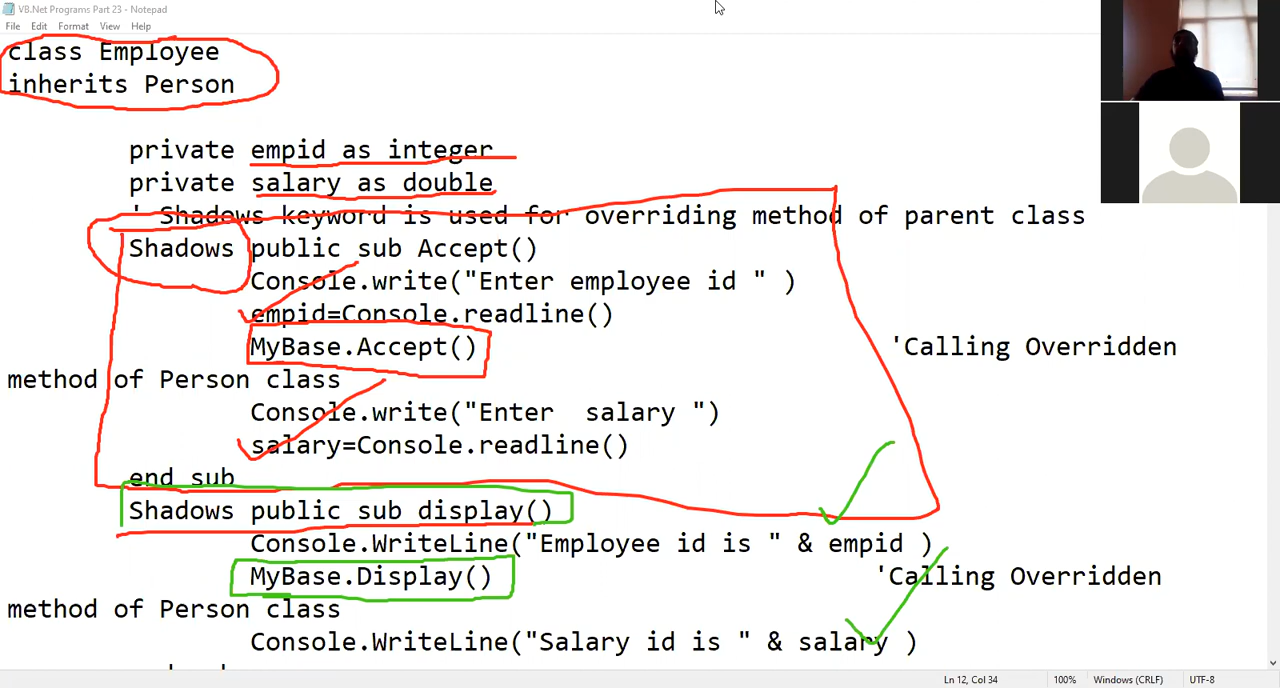 VB.Net Programs Part 23 - Notepad
File Edit Format View Help
class Employee
inherits Person
private empid as integer
private salary as double
' Shadows keyword is used for overriding method of parent class
Shadows public sub Accept()
Console.write("Enter employee id " )
empid=Console.readline()
MyBase.Accept() 'Calling Overridden
method of Person class
Console.write("Enter  salary ")
salary=Console.readline()
end sub
Shadows public sub display()
Console.WriteLine("Employee id is " & empid )
MyBase.Display() 'Calling Overridden
method of Person class
Console.WriteLine("Salary id is " & salary )
Ln 12, Col 34 100% Windows (CRLF) UTF-8